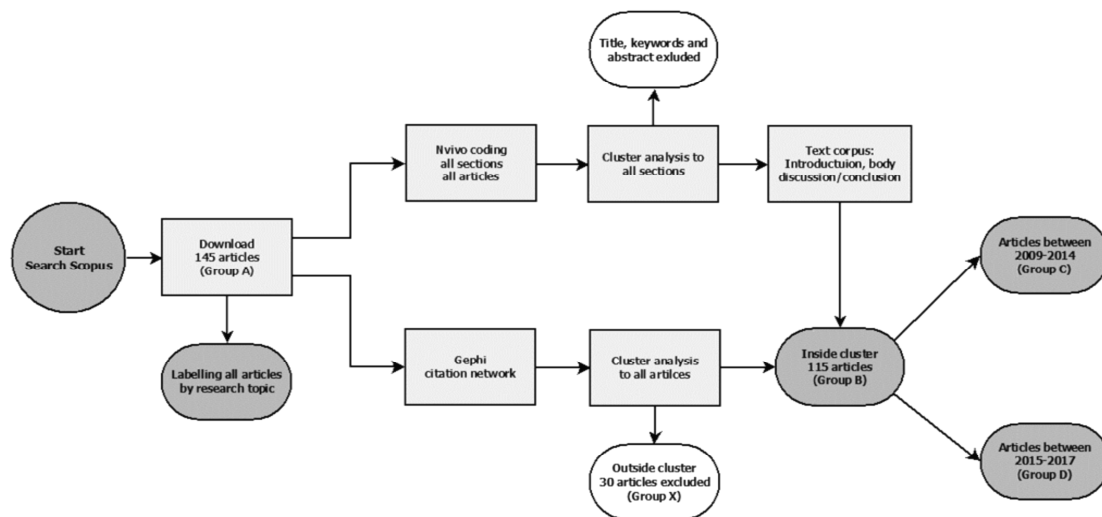 Start
Search Scopus
Download
145 articles
(Group A)
Labelling all articles
by research topic
Nvivo coding
all sections
all articles
Cluster analysis to
all sections
Title, keywords and
abstract exluded
Text corpus:
Introductuion, body
discussion/conclusion
Gephi
citation network
Cluster analysis
to all artilces
Outside cluster
30 articles excluded
(Group X)
Inside cluster
115 articles
(Group B)
Articles between
2009-2014
(Group C)
Articles between
2015-2017
(Group D)